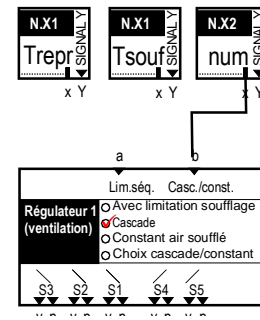 N.X1 N.X1 N.X2
Trepr SIGNAL Y Tsouf SIGNAL Y num SIGNAL Y
x Y x Y x Y
a b
Lim.séq. Casc./const.
Régulateur 1
(ventilation)
Avec limitation soufflage
Cascade
Constant air soufflé
Choix cascade/constant
S3 S2 S1 S4 S5